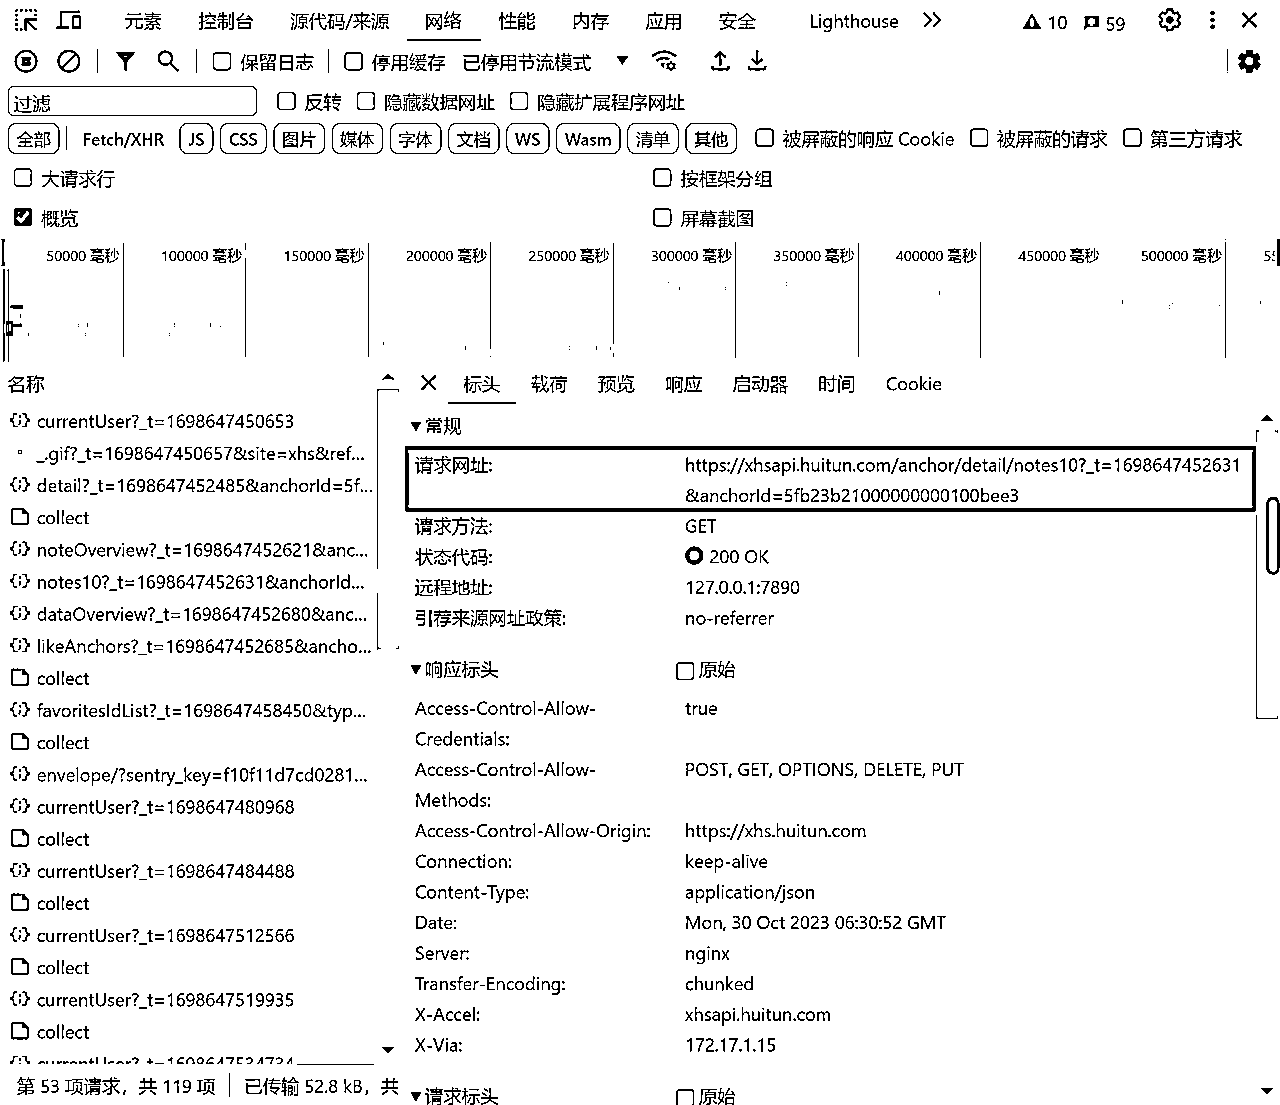 元素 控制台 源代码/来源 网络 性能 内存 应用 安全 Lighthouse 10 59
保留日志 停用缓存 已停用节流模式
过滤 反转 隐藏数据网址 隐藏扩展程序网址
全部 Fetch/XHR JS CSS 图片 媒体 字体 文档 WS Wasm 清单 其他 被屏蔽的响应 Cookie 被屏蔽的请求 第三方请求
大请求行 按框架分组
概览 屏幕截图
50000 毫秒 100000 毫秒 150000 毫秒 200000 毫秒 250000 毫秒 300000 毫秒 350000 毫秒 400000 毫秒 450000 毫秒 500000 毫秒
名称
currentUser?_t=1698647450653
_.gif?_t=1698647450657&site=xhs&ref...
detail?_t=1698647452485&anchorId=5f...
collect
noteOverview?_t=1698647452621&anc...
notes10?_t=1698647452631&anchorId...
dataOverview?_t=1698647452680&anc...
likeAnchors?_t=1698647452685&ancho...
collect
favoritesIdList?_t=1698647458450&typ...
collect
envelope/?sentry_key=f10f11d7cd0281...
currentUser?_t=1698647480968
collect
currentUser?_t=1698647484488
collect
currentUser?_t=1698647512566
collect
currentUser?_t=1698647519935
collect
currentUser?_t=1698647534734
第 53 项请求，共 119 项 已传输 52.8 kB，共
标头 载荷 预览 响应 启动器 时间 Cookie
常规
请求网址: https://xhsapi.huitun.com/anchor/detail/notes10?_t=1698647452631
&anchorId=5fb23b21000000000100bee3
请求方法: GET
状态代码: 200 OK
远程地址: 127.0.0.1:7890
引荐来源网址政策: no-referrer
响应标头 原始
Access-Control-Allow- true
Credentials:
Access-Control-Allow- POST, GET, OPTIONS, DELETE, PUT
Methods:
Access-Control-Allow-Origin: https://xhs.huitun.com
Connection: keep-alive
Content-Type: application/json
Date: Mon, 30 Oct 2023 06:30:52 GMT
Server: nginx
Transfer-Encoding: chunked
X-Accel: xhsapi.huitun.com
X-Via: 172.17.1.15
请求标头 原始